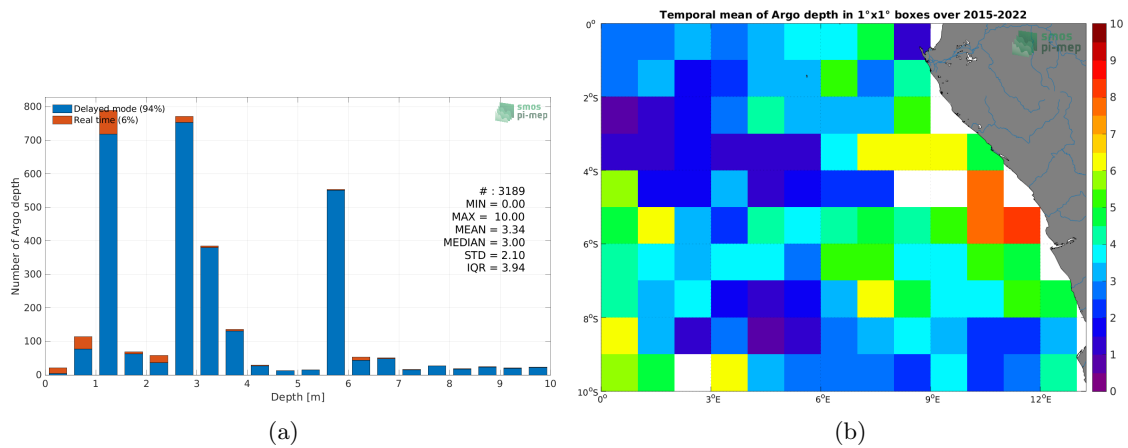 800
700
600
500
400
300
200
100
0
Number of Argo depth
Delayed mode (94%)
Real time (6%)
smos
pi-mep
# : 3189
MIN = 0.00
MAX = 10.00
MEAN = 3.34
MEDIAN = 3.00
STD = 2.10
IQR = 3.94
0 1 2 3 4 5 6 7 8 9 10
Depth [m]
(a)
Temporal mean of Argo depth in 1°x1° boxes over 2015-2022
0°
2°S
4°S
6°S
8°S
10°S
0° 3°E 6°E 9°E 12°E
smos
pi-mep
10
9
8
7
6
5
4
3
2
1
0
(b)